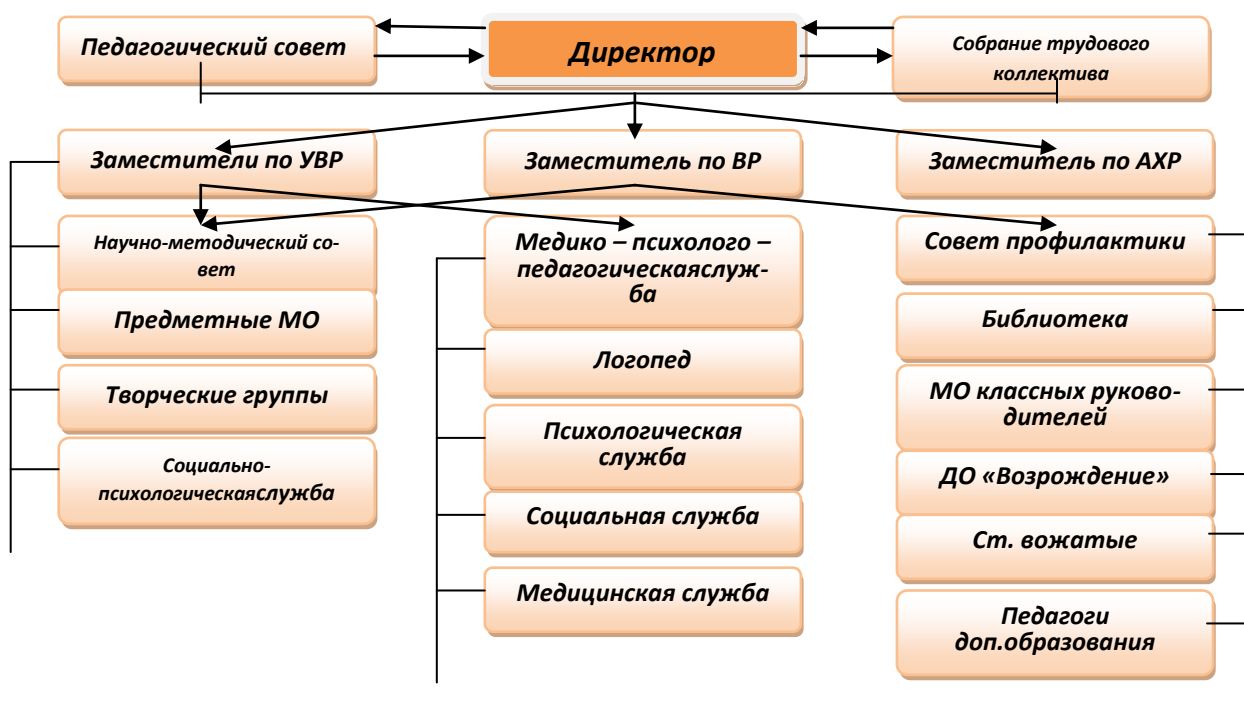 Педагогический совет
Директор
Собрание трудового
коллектива
Заместители по УВР
Заместитель по ВР
Заместитель по АХР
Научно-методический со-
вет
Предметные МО
Творческие группы
Социально-
психологическаяслужба
Медико – психолого –
педагогическаяслуж-
ба
Логопед
Психологическая
служба
Социальная служба
Медицинская служба
Совет профилактики
Библиотека
МО классных руково-
дителей
ДО «Возрождение»
Ст. вожатые
Педагоги
доп.образования